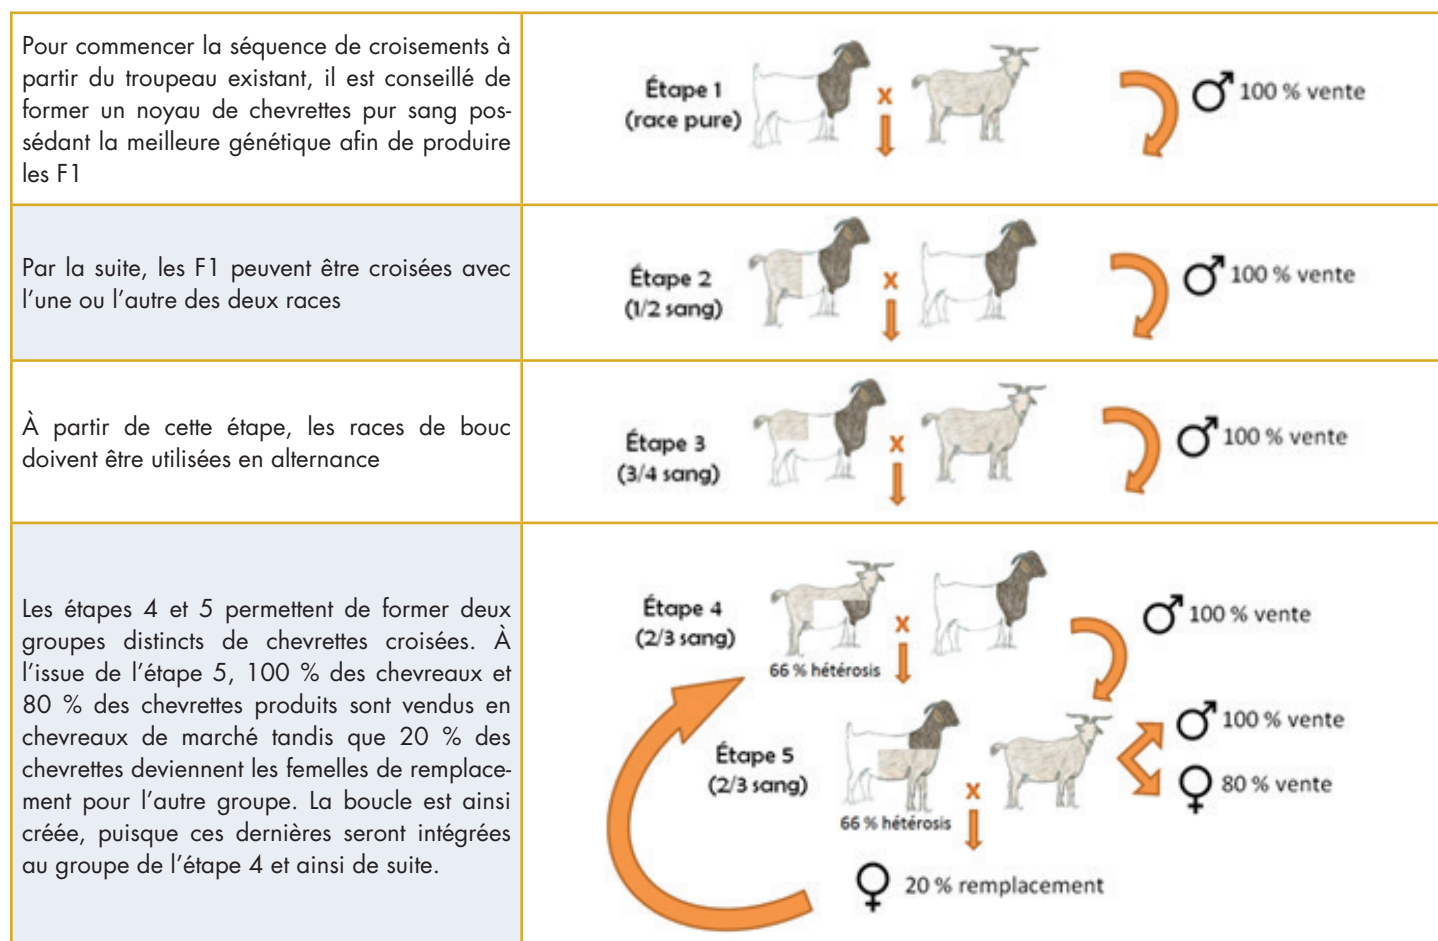 Pour commencer la séquence de croisements à
partir du troupeau existant, il est conseillé de
former un noyau de chevrettes pur sang pos-
sédant la meilleure génétique afin de produire
les F1
Étape 1
(race pure)
x
100 % vente
Par la suite, les F1 peuvent être croisées avec
l'une ou l'autre des deux races
Étape 2
(1/2 sang)
x
100 % vente
À partir de cette étape, les races de bouc
doivent être utilisées en alternance
Étape 3
(3/4 sang)
x
100 % vente
Les étapes 4 et 5 permettent de former deux
groupes distincts de chevrettes croisées. À
l'issue de l'étape 5, 100 % des chevreaux et
80 % des chevrettes produits sont vendus en
chevreaux de marché tandis que 20 % des
chevrettes deviennent les femelles de remplace-
ment pour l'autre groupe. La boucle est ainsi
créée, puisque ces dernières seront intégrées
au groupe de l'étape 4 et ainsi de suite.
Étape 4
(2/3 sang)
x
66 % hétérosis
100 % vente
Étape 5
(2/3 sang)
x
66 % hétérosis
100 % vente
80 % vente
20 % remplacement